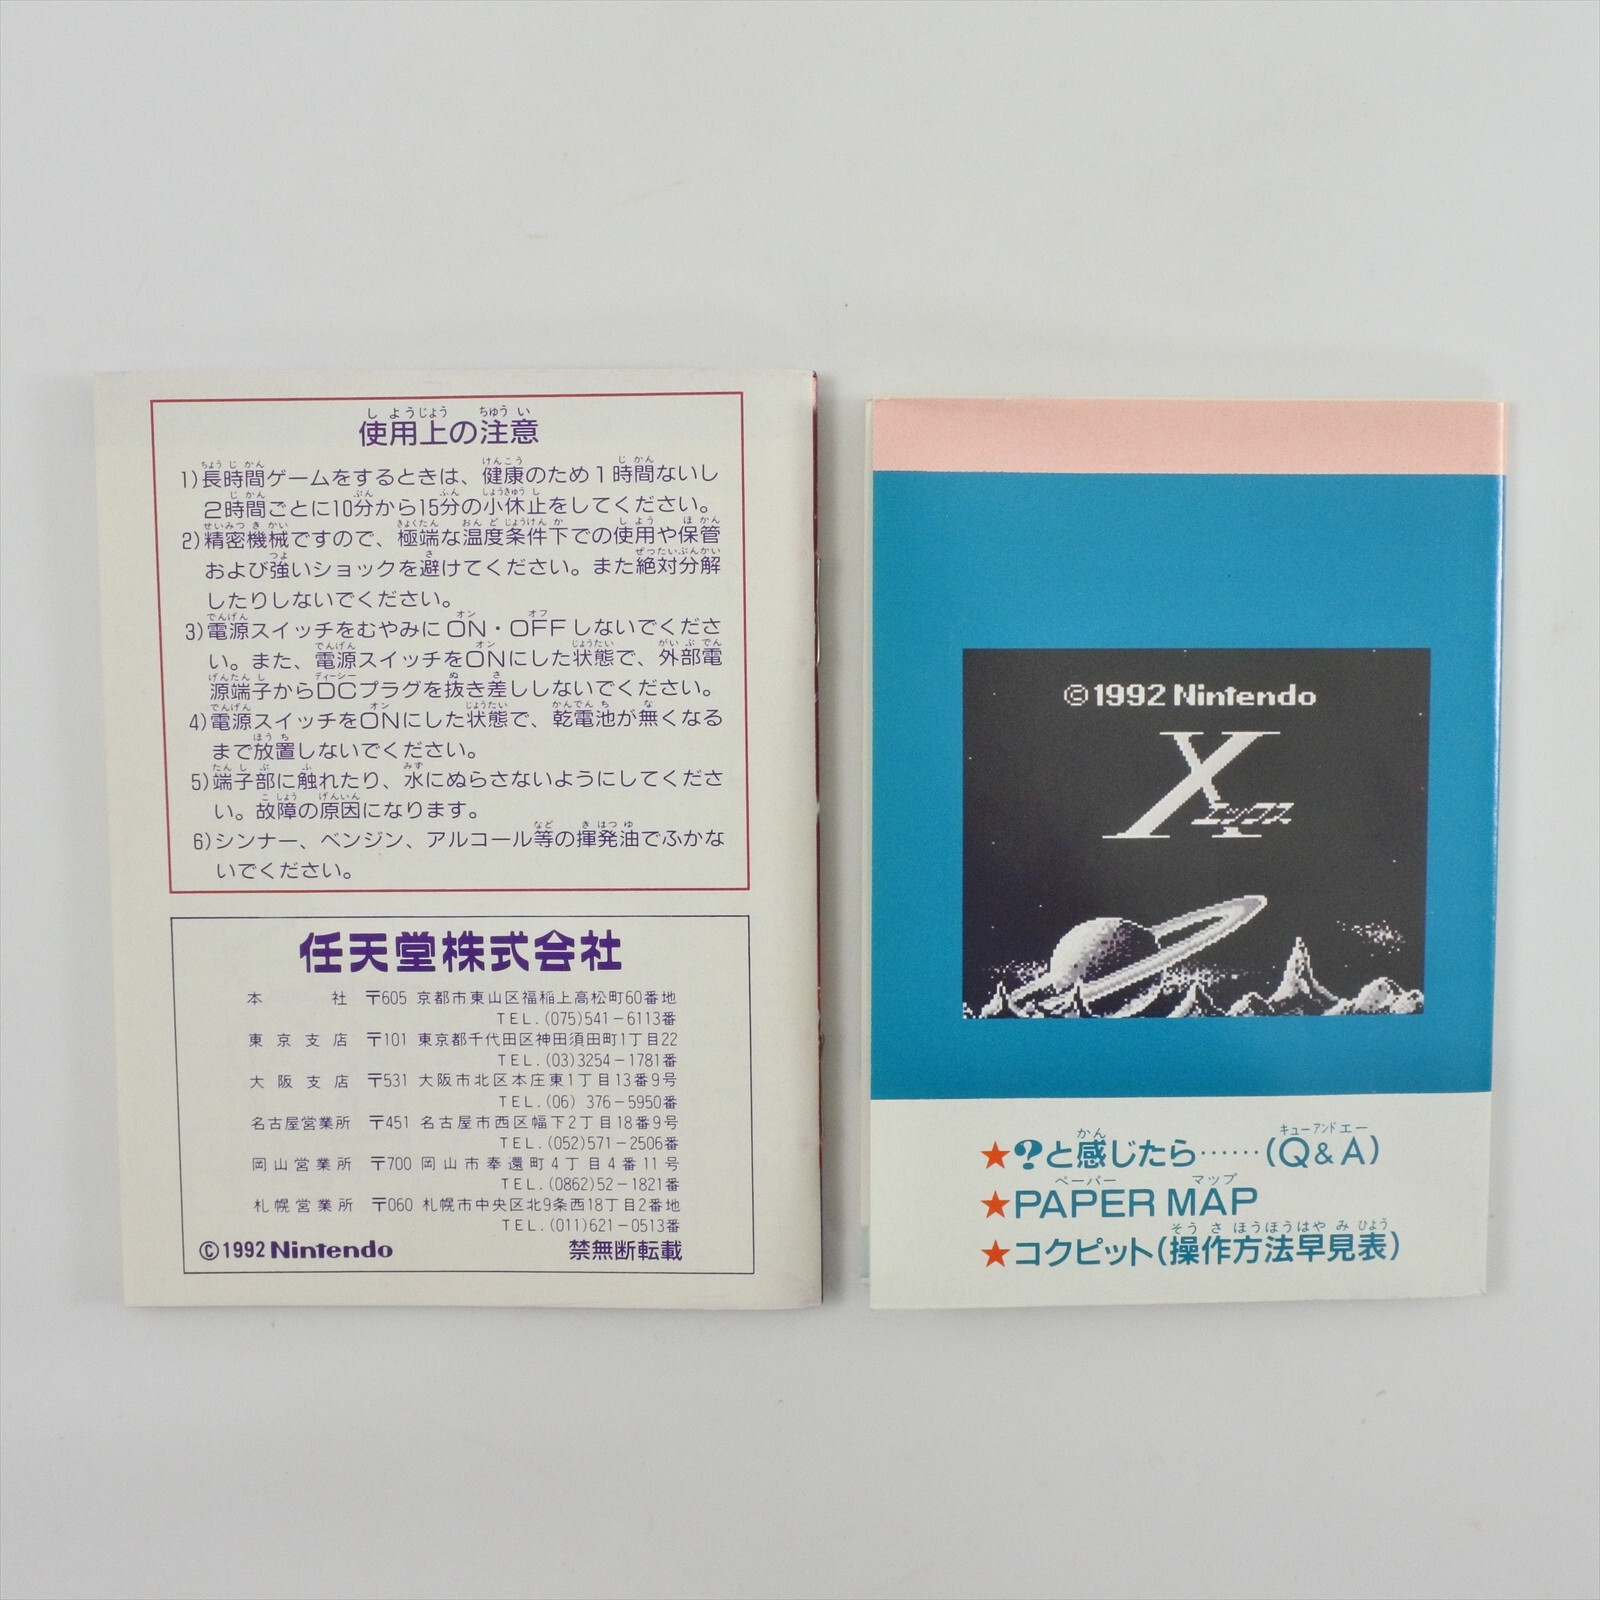 使用上の注意
1)長時間ゲームをするときは、健康のため1時間ないし
2時間ごとに10分から15分の小休止をしてください。
2)精密機械ですので、極端な温度条件下での使用や保管
および強いショックを避けてください。また絶対分解
したりしないでください。
3)電源スイッチをむやみにON・OFFしないでくださ
い。また、電源スイッチをONにした状態で、外部電
源端子からDCプラグを抜き差ししないでください。
4)電源スイッチをONにした状態で、乾電池が無くなる
まで放置しないでください。
5)端子部に触れたり、水にぬらさないようにしてくださ
い。故障の原因になります。
6)シンナー、ベンジン、アルコール等の揮発油でふかな
いでください。
任天堂株式会社
本社 〒605 京都市東山区福稲上高松町60番地
TEL.(075)541-6113番
東京支店 〒101 東京都千代田区神田須田町1丁目22
TEL.(03)3254-1781番
大阪支店 〒531 大阪市北区本庄東1丁目13番9号
TEL.(06) 376-5950番
名古屋営業所 〒451 名古屋市西区幅下2丁目18番9号
TEL.(052)571-2506番
岡山営業所 〒700 岡山市奉還町4丁目4番11号
TEL.(0862)52-1821番
札幌営業所 〒060 札幌市中央区北9条西18丁目2番地
TEL.(011)621-0513番
©1992 Nintendo 禁無断転載
©1992 Nintendo
X
エックス
★?と感じたら……(Q&A)
★PAPER MAP
★コクピット(操作方法早見表)